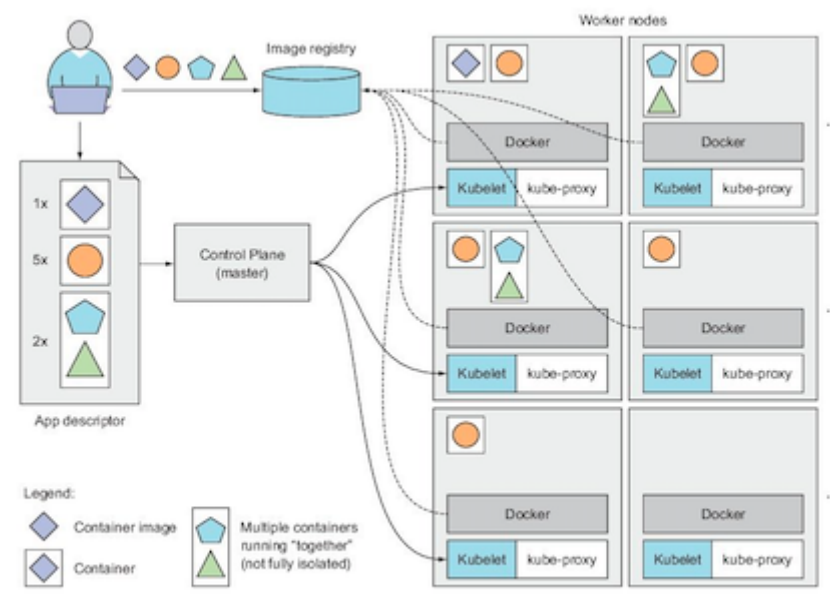 Worker nodes
Image registry
Docker
Docker
Kubelet
kube-proxy
Kubelet
kube-proxy
1x
5x
2x
Control Plane
(master)
Docker
Docker
Kubelet
kube-proxy
Kubelet
kube-proxy
App descriptor
Legend:
Container image
Container
Multiple containers
running "together"
(not fully isolated)
Docker
Docker
Kubelet
kube-proxy
Kubelet
kube-proxy